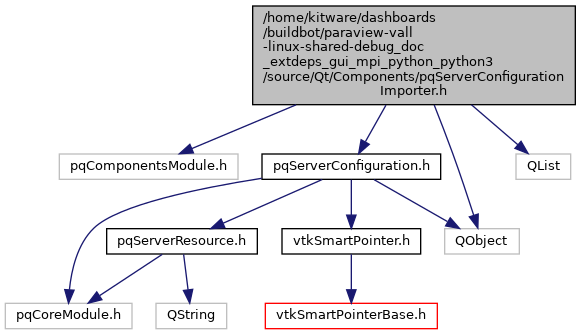 /home/kitware/dashboards
/buildbot/paraview-vall
-linux-shared-debug_doc
_extdeps_gui_mpi_python_python3
/source/Qt/Components/pqServerConfiguration
Importer.h
pqComponentsModule.h
pqServerConfiguration.h
QList
pqServerResource.h
vtkSmartPointer.h
QObject
pqCoreModule.h
QString
vtkSmartPointerBase.h